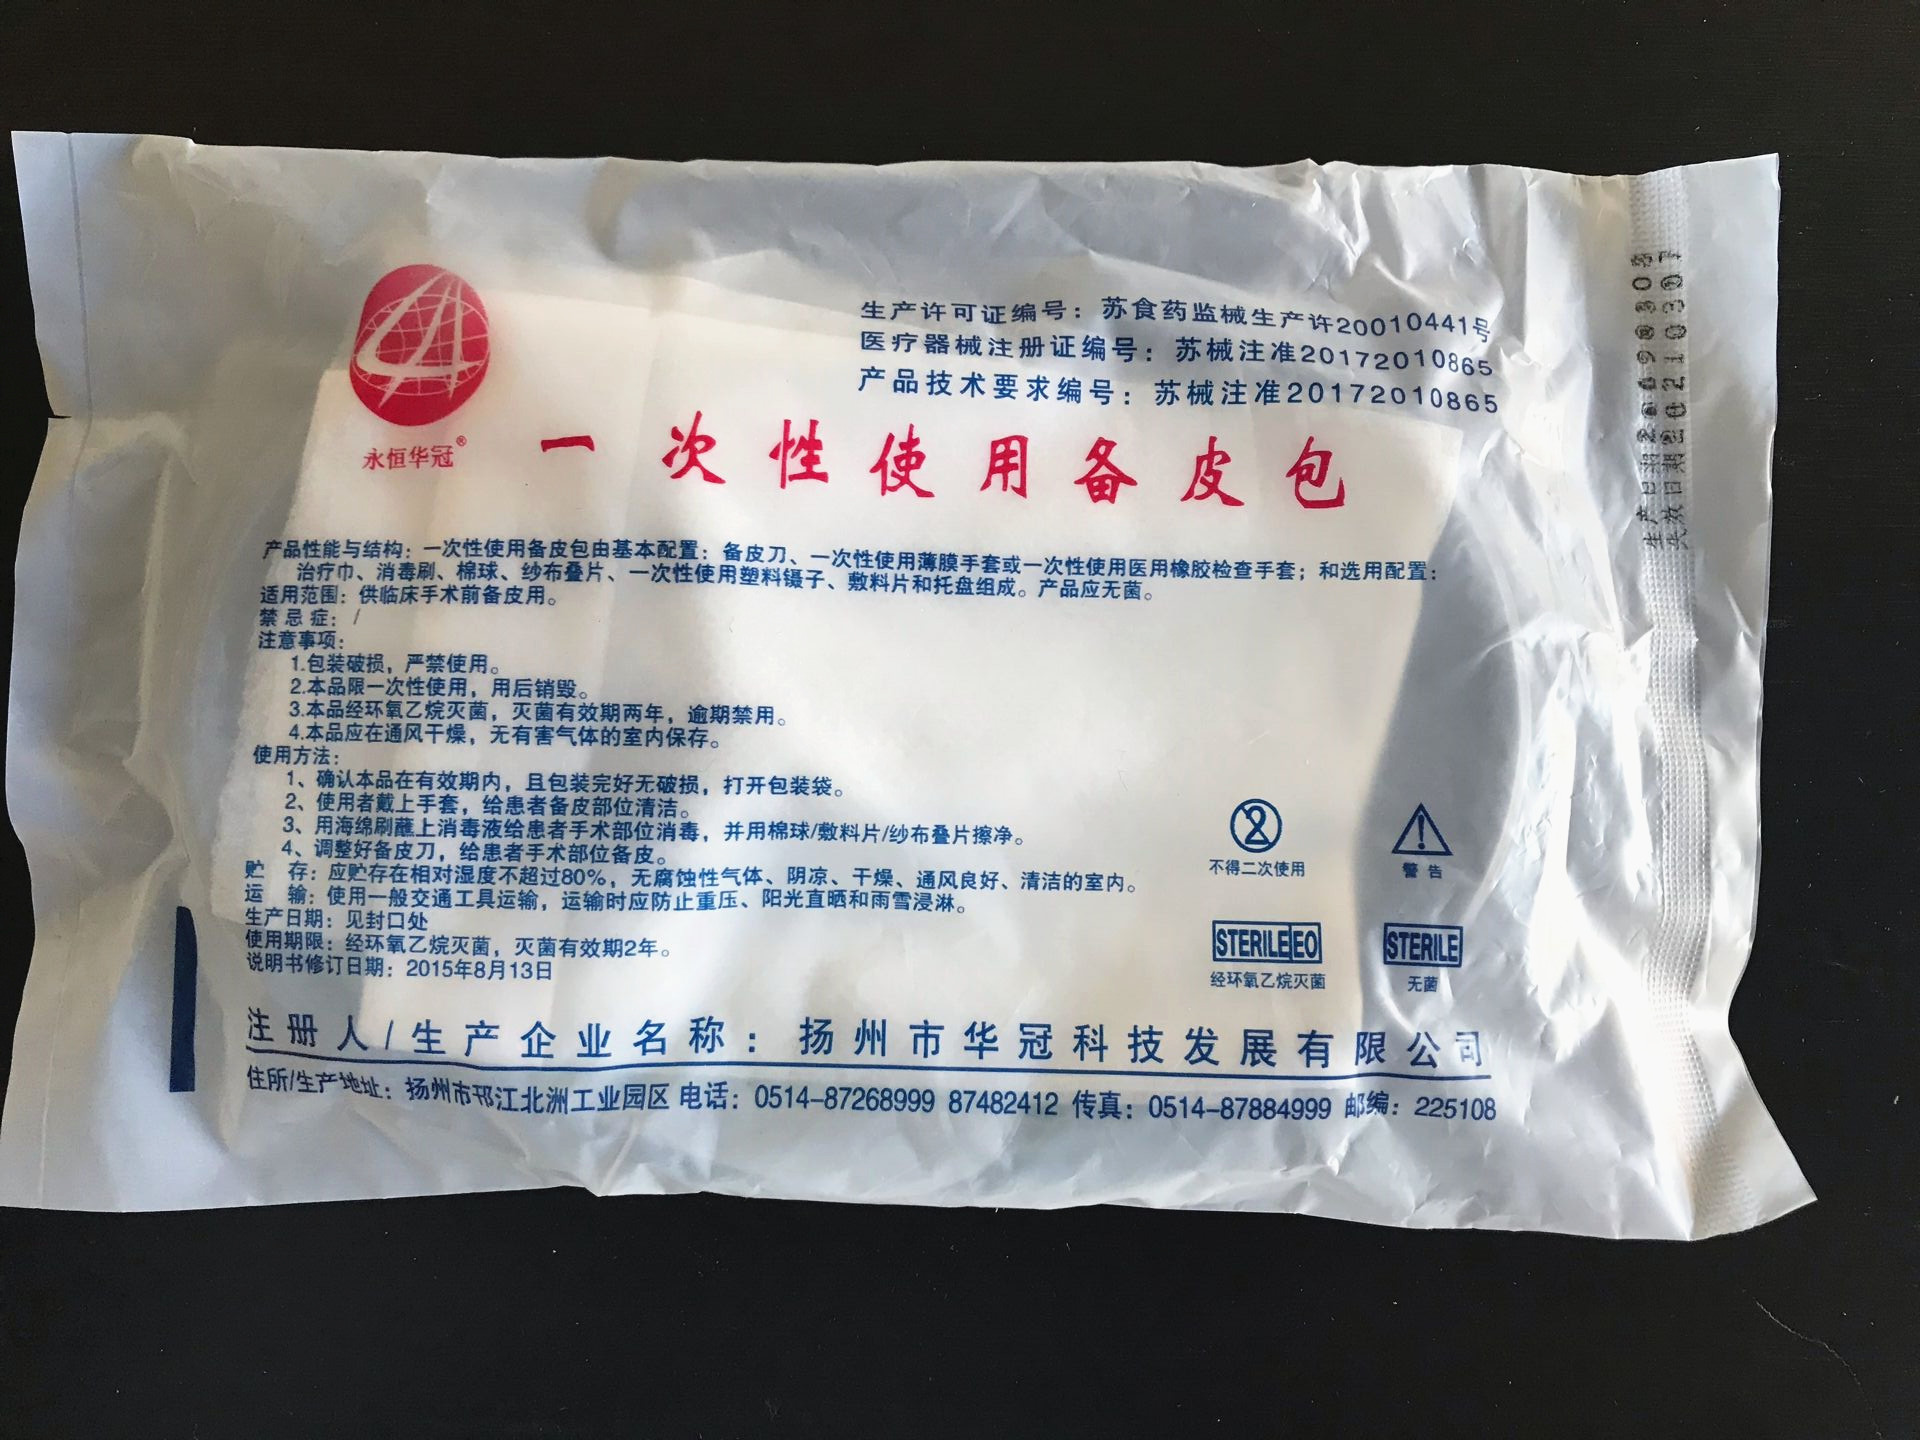 生产许可证编号：苏食药监械生产许20010441号
医疗器械注册证编号：苏械注准20172010865
产品技术要求编号：苏械注准20172010865
永恒华冠®
一次性使用备皮包
产品性能与结构：一次性使用备皮包由基本配置：备皮刀、一次性使用薄膜手套或一次性使用医用橡胶检查手套；和选用配置：
治疗巾、消毒刷、棉球、纱布叠片、一次性使用塑料镊子、敷料片和托盘组成。产品应无菌。
适用范围：供临床手术前备皮用。
禁忌症：/
注意事项：
1.包装破损，严禁使用。
2.本品限一次性使用，用后销毁。
3.本品经环氧乙烷灭菌，灭菌有效期两年，逾期禁用。
4.本品应在通风干燥，无有害气体的室内保存。
使用方法：
1、确认本品在有效期内，且包装完好无破损，打开包装袋。
2、使用者戴上手套，给患者备皮部位清洁。
3、用海绵刷蘸上消毒液给患者手术部位消毒，并用棉球/敷料片/纱布叠片擦净。
4、调整好备皮刀，给患者手术部位备皮。
贮 存：应贮存在相对湿度不超过80%，无腐蚀性气体、阴凉、干燥、通风良好、清洁的室内。
运 输：使用一般交通工具运输，运输时应防止重压、阳光直晒和雨雪浸淋。
生产日期：见封口处
使用期限：经环氧乙烷灭菌，灭菌有效期2年。
说明书修订日期：2015年8月13日
2
不得二次使用
警告
STERILE EO
经环氧乙烷灭菌
STERILE
无菌
注册人/生产企业名称：扬州市华冠科技发展有限公司
住所/生产地址：扬州市邗江北洲工业园区 电话：0514-87268999 87482412 传真：0514-87884999 邮编：225108
生产日期20190308
失效日期20210307